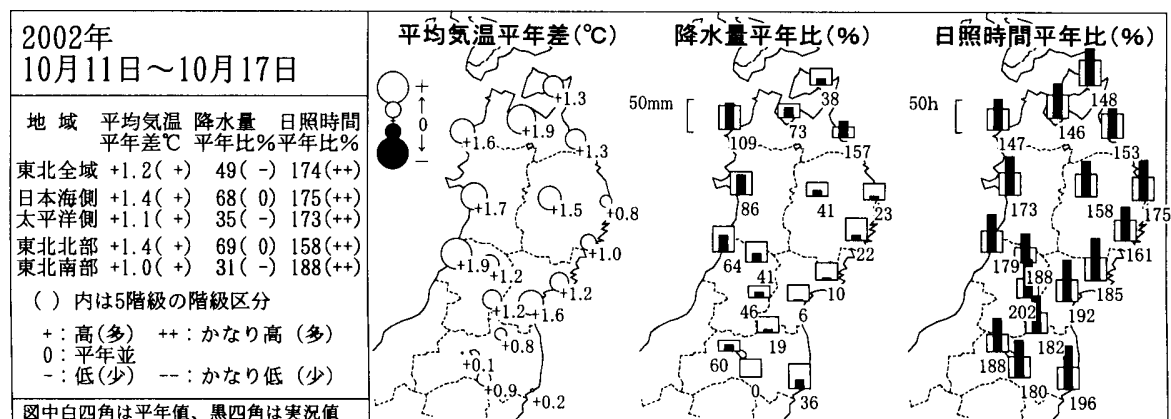 2002年
10月11日～10月17日
地 域 平均気温 降水量 日照時間
平年差℃ 平年比% 平年比%
東北全域 +1.2( +) 49( -) 174(++)
日本海側 +1.4( +) 68( 0) 175(++)
太平洋側 +1.1( +) 35( -) 173(++)
東北北部 +1.4( +) 69( 0) 158(++)
東北南部 +1.0( +) 31( -) 188(++)
( ) 内は5階級の階級区分
+：高(多) ++：かなり高 (多)
0：平年並
-：低(少) --：かなり低 (少)
図中白四角は平年値、黒四角は実況値
平均気温平年差(℃)
+
↑
0
↓
-
+1.3
+1.9
+1.6
+1.3
+1.7
+1.5
+0.8
+1.0
+1.9
+1.2
+1.2
+1.2
+1.6
+0.8
+0.1
+0.9
+0.2
降水量平年比(%)
50mm
38
73
109
157
86
41
23
22
64
41
10
46
6
19
60
0
36
日照時間平年比(%)
50h
148
146
147
153
173
158
175
161
179
188
185
202
192
182
188
180
196